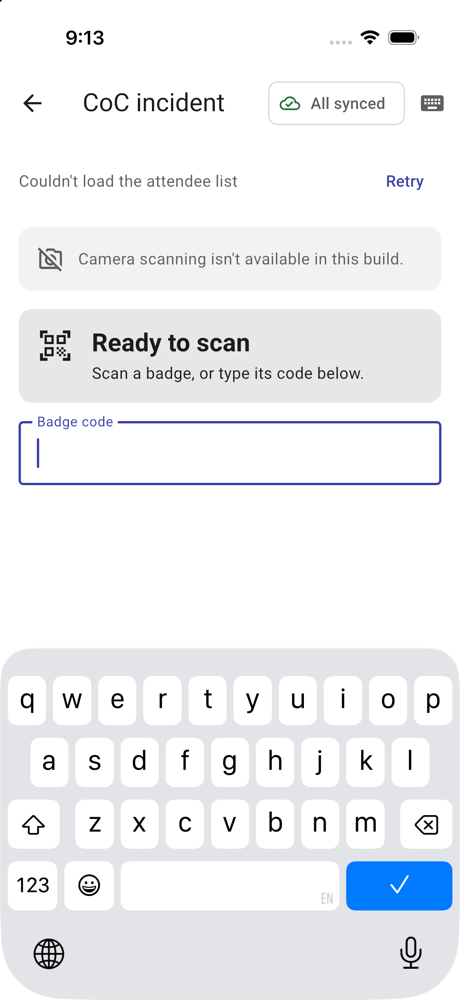 9:13
CoC incident
All synced
Couldn't load the attendee list
Retry
Camera scanning isn't available in this build.
Ready to scan
Scan a badge, or type its code below.
Badge code
q w e r t y u i o p
a s d f g h j k l
z x c v b n m
123
EN